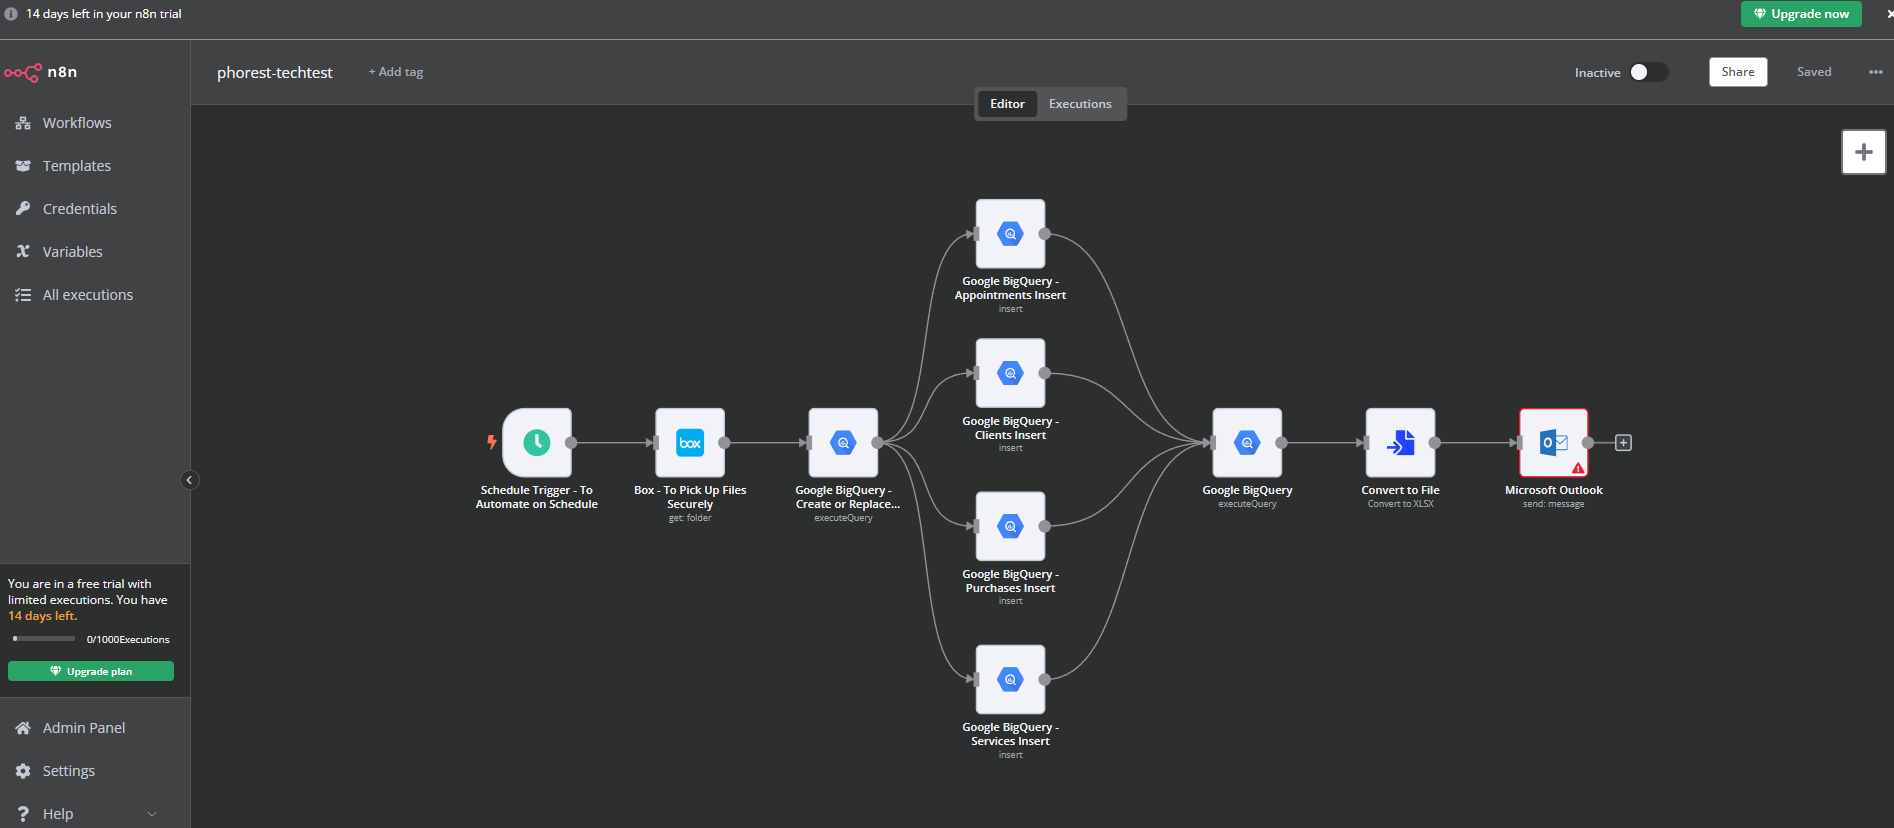 14 days left in your n8n trial
Upgrade now
n8n
phorest-techtest
+ Add tag
Inactive
Share
Saved
Editor
Executions
Workflows
Templates
Credentials
Variables
All executions
Google BigQuery -
Appointments Insert
insert
Google BigQuery -
Clients Insert
insert
Schedule Trigger - To
Automate on Schedule
box
Box - To Pick Up Files
Securely
get: folder
Google BigQuery -
Create or Replace...
executeQuery
Google BigQuery
executeQuery
Convert to File
Convert to XLSX
Microsoft Outlook
send: message
Google BigQuery -
Purchases Insert
insert
Google BigQuery -
Services Insert
insert
You are in a free trial with
limited executions. You have
14 days left.
0/1000Executions
Upgrade plan
Admin Panel
Settings
Help